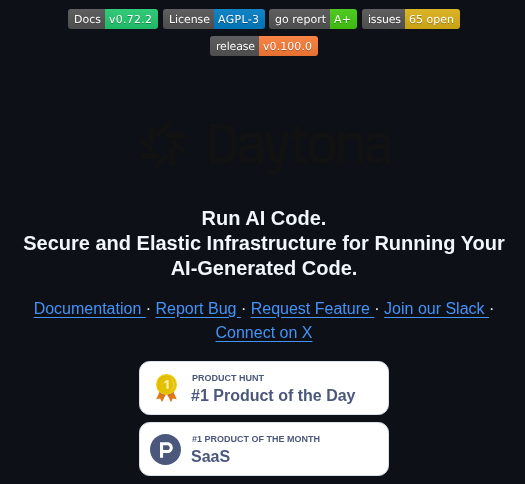 Docs v0.72.2 License AGPL-3 go report A+ issues 65 open
release v0.100.0
Daytona
Run AI Code.
Secure and Elastic Infrastructure for Running Your
AI-Generated Code.
Documentation · Report Bug · Request Feature · Join our Slack ·
Connect on X
1 PRODUCT HUNT
#1 Product of the Day
P #1 PRODUCT OF THE MONTH
SaaS